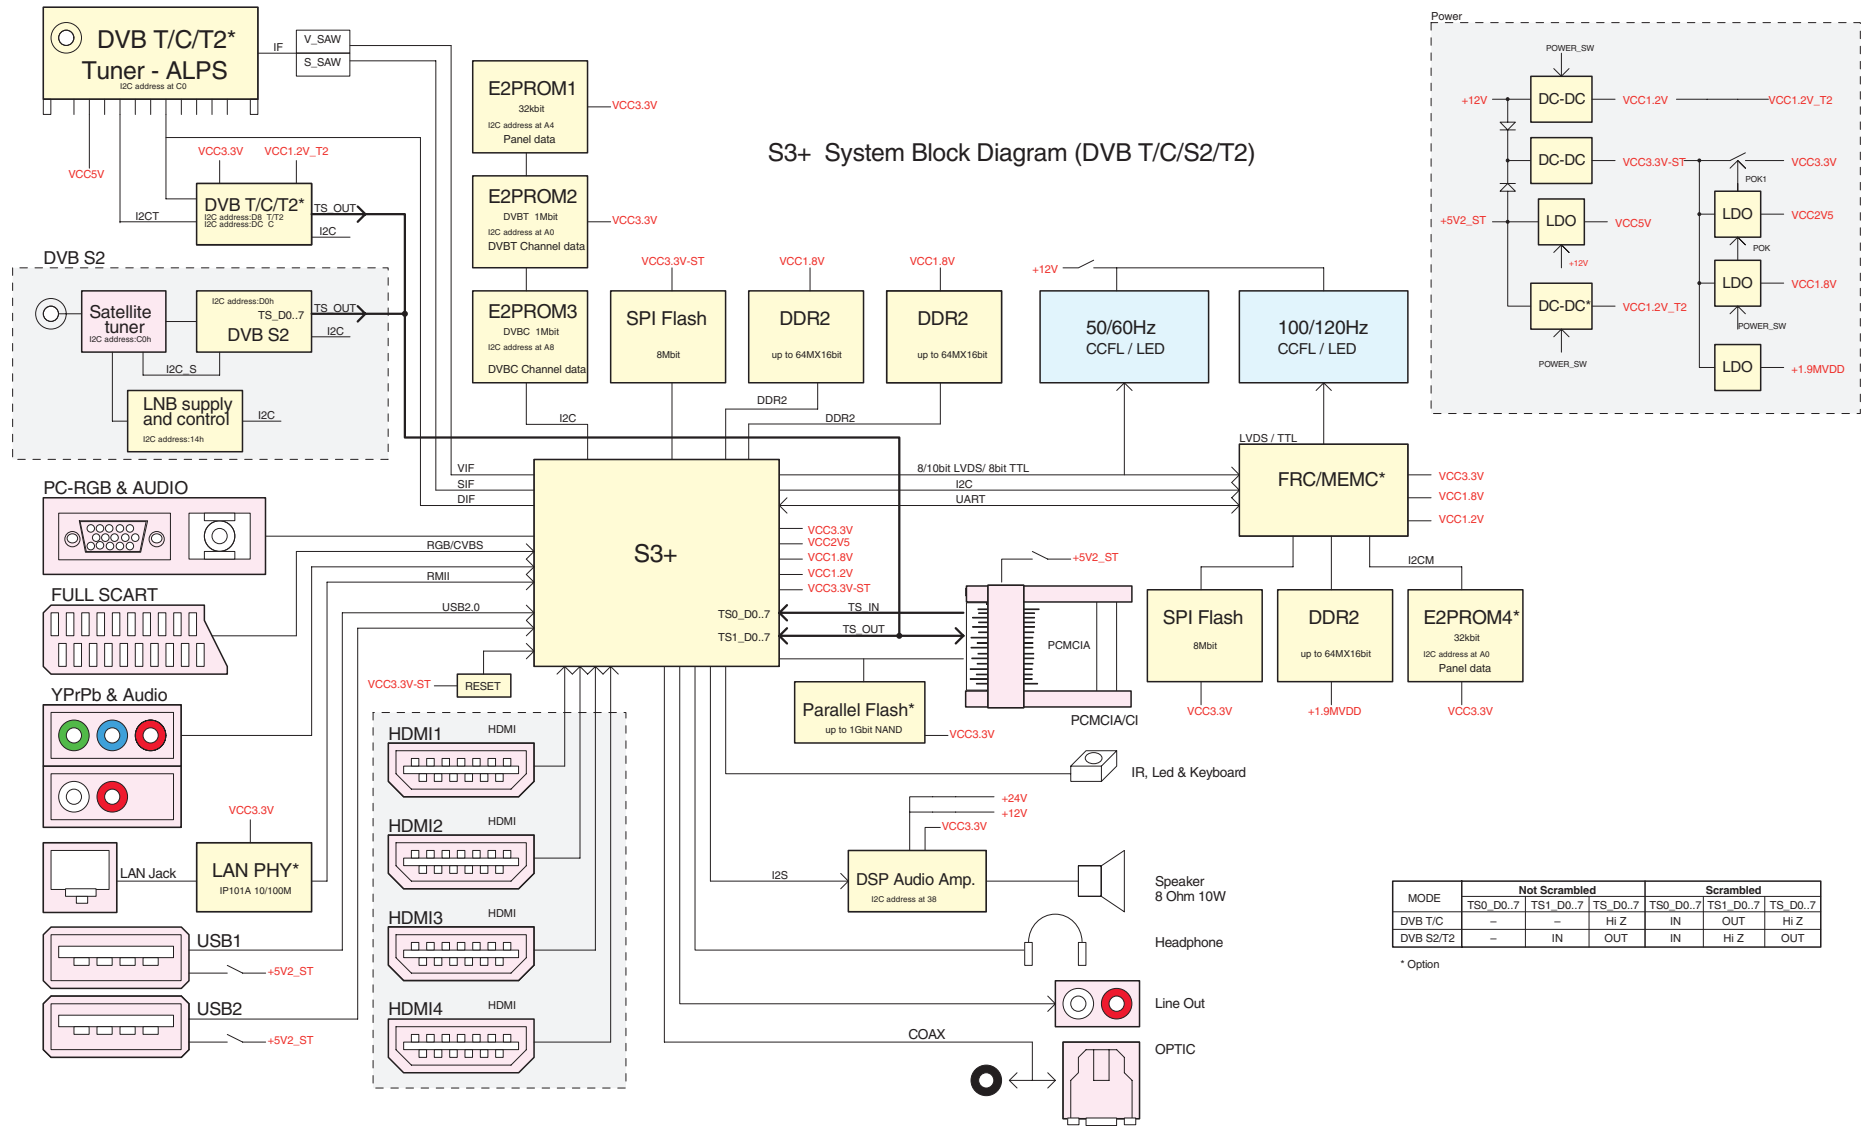 S3+ System Block Diagram (DVB T/C/S2/T2)
DVB T/C/T2*
Tuner - ALPS
I2C address at C0
IF
V_SAW
S_SAW
VCC5V
VCC3.3V
VCC1.2V_T2
DVB T/C/T2*
I2C address:D8 T/T2
I2C address:DC C
I2CT
TS_OUT
I2C
DVB S2
Satellite
tuner
I2C address:C0h
I2C address:D0h
TS_D0..7
DVB S2
TS_OUT
I2C
I2C_S
LNB supply
and control
I2C address:14h
I2C
E2PROM1
32kbit
I2C address at A4
Panel data
VCC3.3V
E2PROM2
DVBT 1Mbit
I2C address at A0
DVBT Channel data
VCC3.3V
E2PROM3
DVBC 1Mbit
I2C address at A8
DVBC Channel data
I2C
VCC3.3V-ST
SPI Flash
8Mbit
VCC1.8V
DDR2
up to 64MX16bit
DDR2
VCC1.8V
DDR2
up to 64MX16bit
DDR2
+12V
50/60Hz
CCFL / LED
100/120Hz
CCFL / LED
LVDS / TTL
FRC/MEMC*
VCC3.3V
VCC1.8V
VCC1.2V
8/10bit LVDS/ 8bit TTL
I2C
UART
I2CM
SPI Flash
8Mbit
VCC3.3V
DDR2
up to 64MX16bit
+1.9MVDD
E2PROM4*
32kbit
I2C address at A0
Panel data
VCC3.3V
Power
POWER_SW
+12V
DC-DC
VCC1.2V
VCC1.2V_T2
DC-DC
VCC3.3V-ST
VCC3.3V
POK1
+5V2_ST
LDO
VCC5V
+12V
LDO
VCC2V5
POK
DC-DC*
VCC1.2V_T2
POWER_SW
LDO
VCC1.8V
POWER_SW
LDO
+1.9MVDD
VIF
SIF
DIF
S3+
VCC3.3V
VCC2V5
VCC1.8V
VCC1.2V
VCC3.3V-ST
TS0_D0..7
TS1_D0..7
TS_IN
TS_OUT
+5V2_ST
PCMCIA
PCMCIA/CI
Parallel Flash*
up to 1Gbit NAND
VCC3.3V
PC-RGB & AUDIO
RGB/CVBS
FULL SCART
RMII
USB2.0
YPrPb & Audio
VCC3.3V-ST
RESET
VCC3.3V
LAN Jack
LAN PHY*
IP101A 10/100M
USB1
+5V2_ST
USB2
+5V2_ST
HDMI1
HDMI
HDMI2
HDMI
HDMI3
HDMI
HDMI4
HDMI
IR, Led & Keyboard
+24V
+12V
VCC3.3V
I2S
DSP Audio Amp.
I2C address at 38
Speaker
8 Ohm 10W
Headphone
Line Out
COAX
OPTIC
MODE Not Scrambled Scrambled
TS0_D0..7 TS1_D0..7 TS_D0..7 TS0_D0..7 TS1_D0..7 TS_D0..7
DVB T/C – – Hi Z IN OUT Hi Z
DVB S2/T2 – IN OUT IN Hi Z OUT
* Option